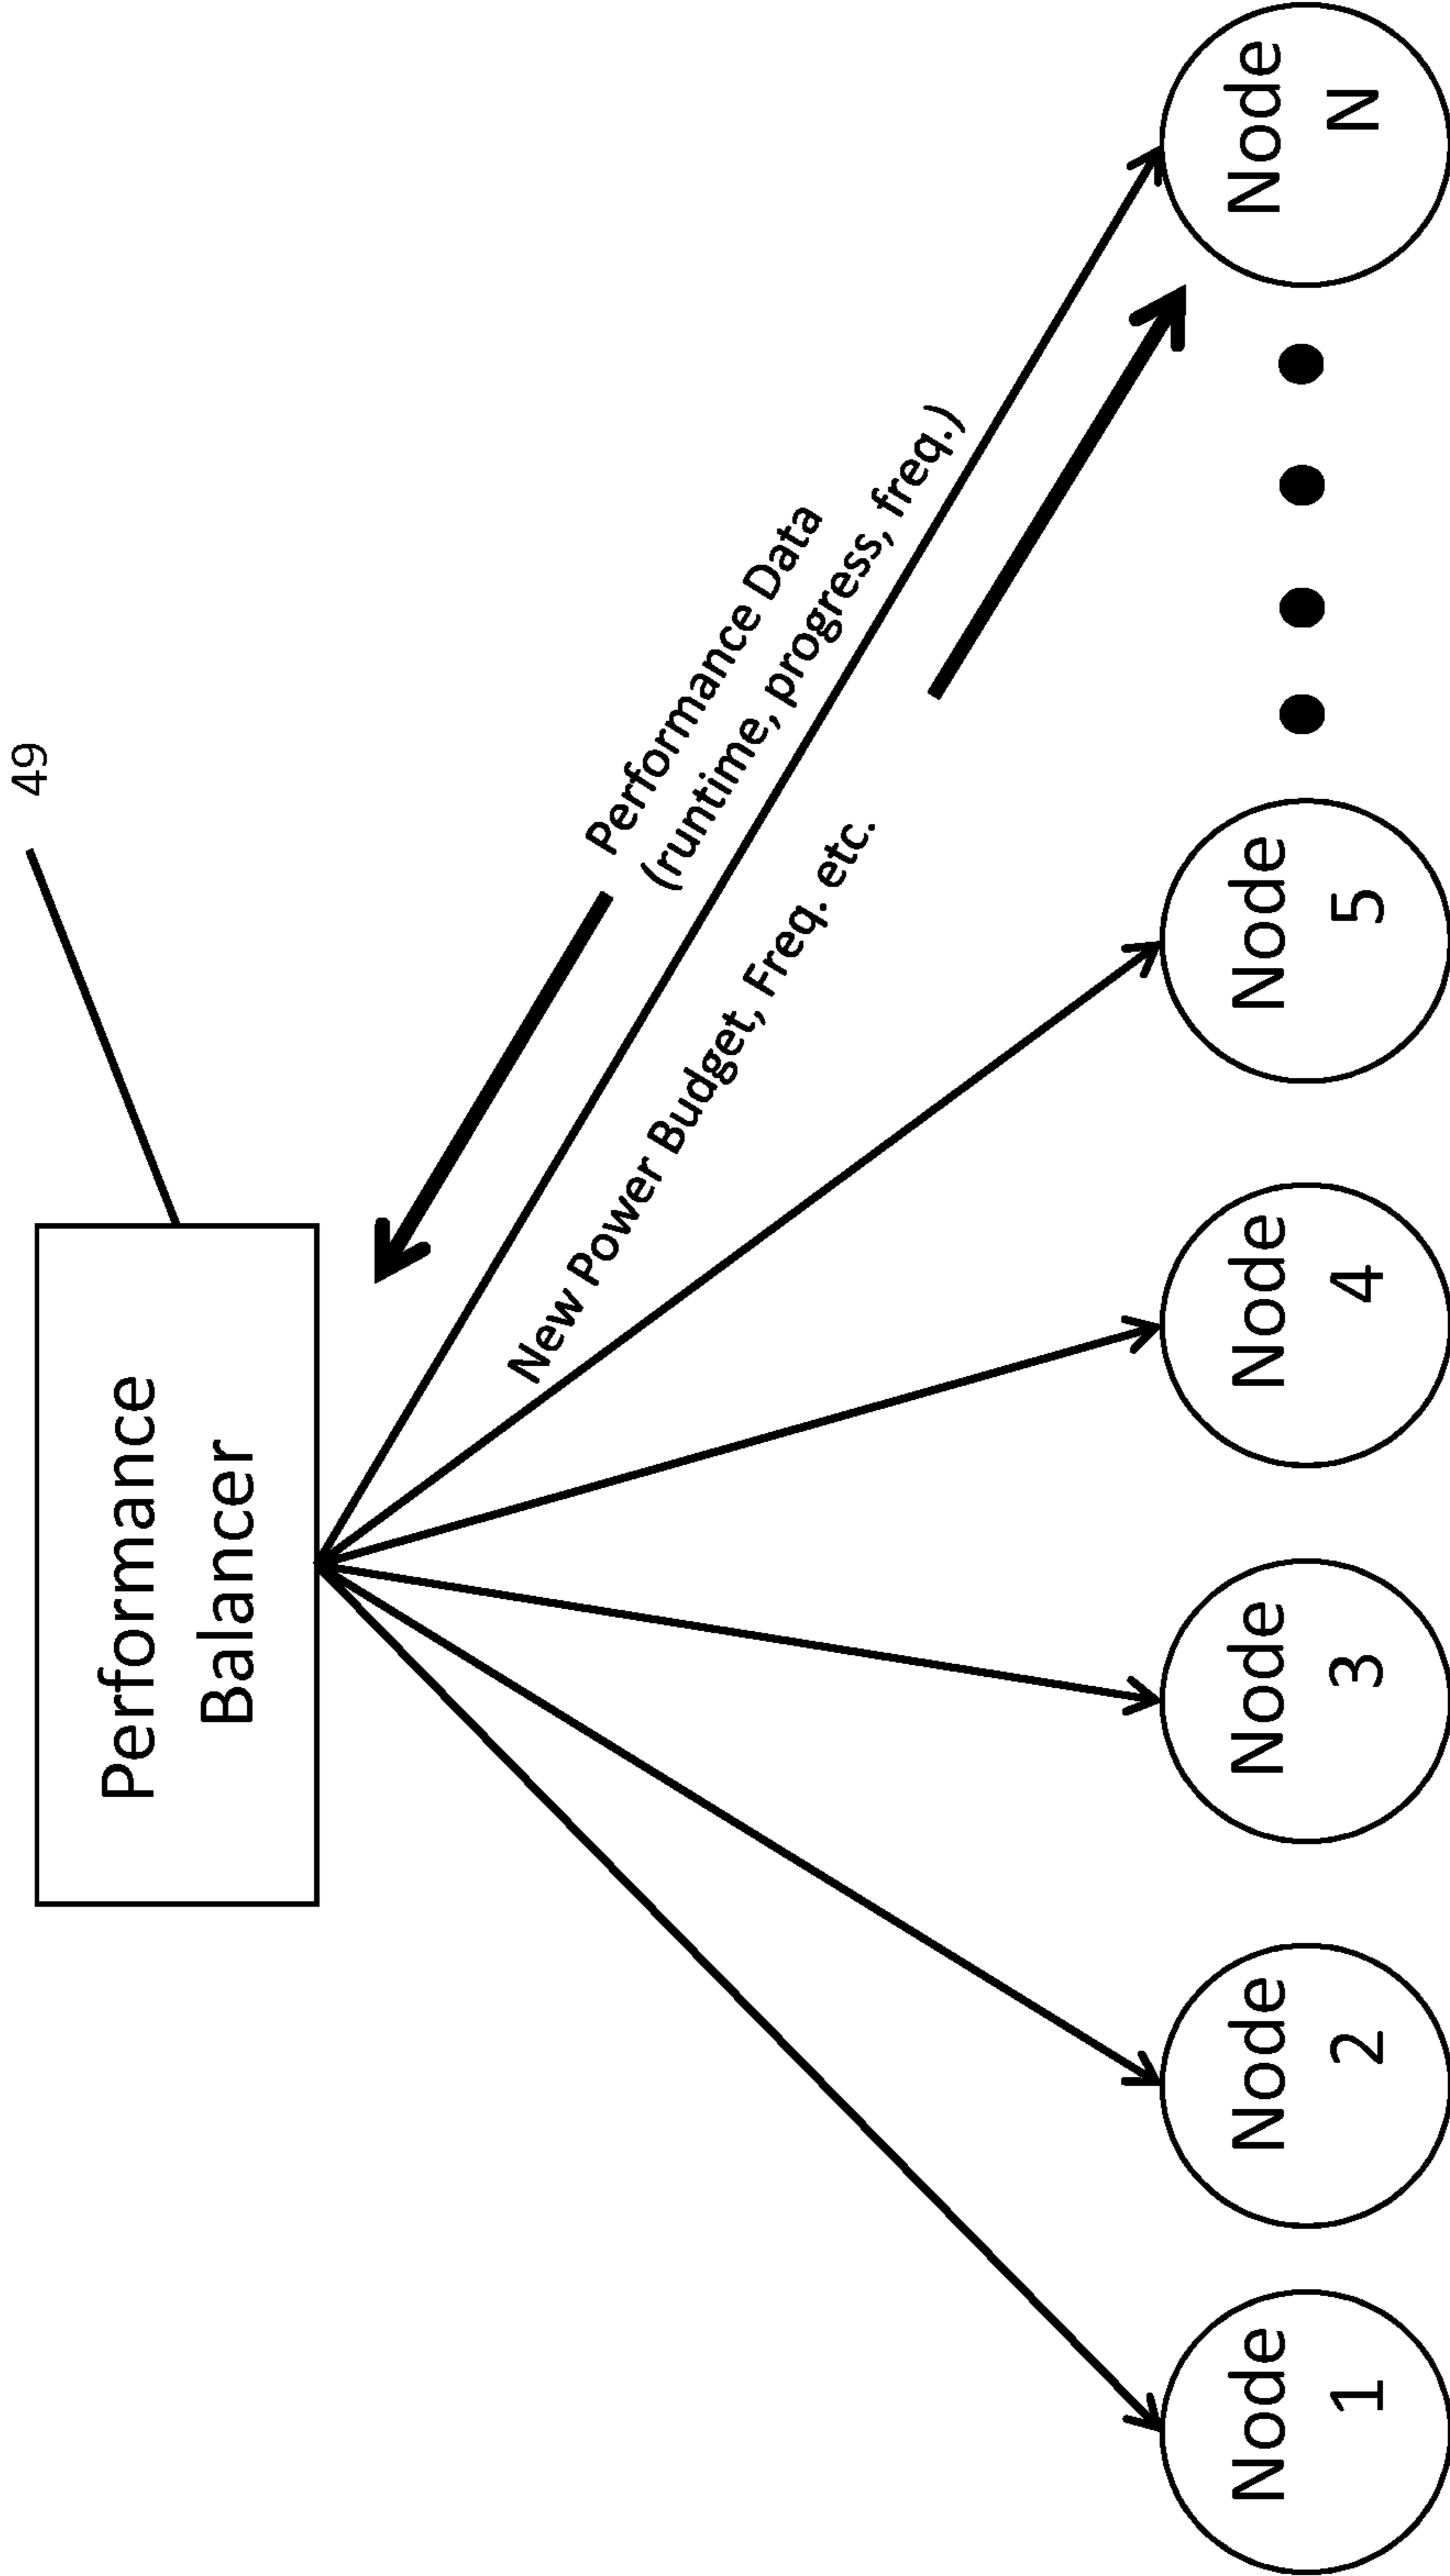 49
Performance
Balancer
Performance Data
(runtime, progress, freq.)
New Power Budget, Freq. etc.
Node
1
Node
2
Node
3
Node
4
Node
5
Node
N